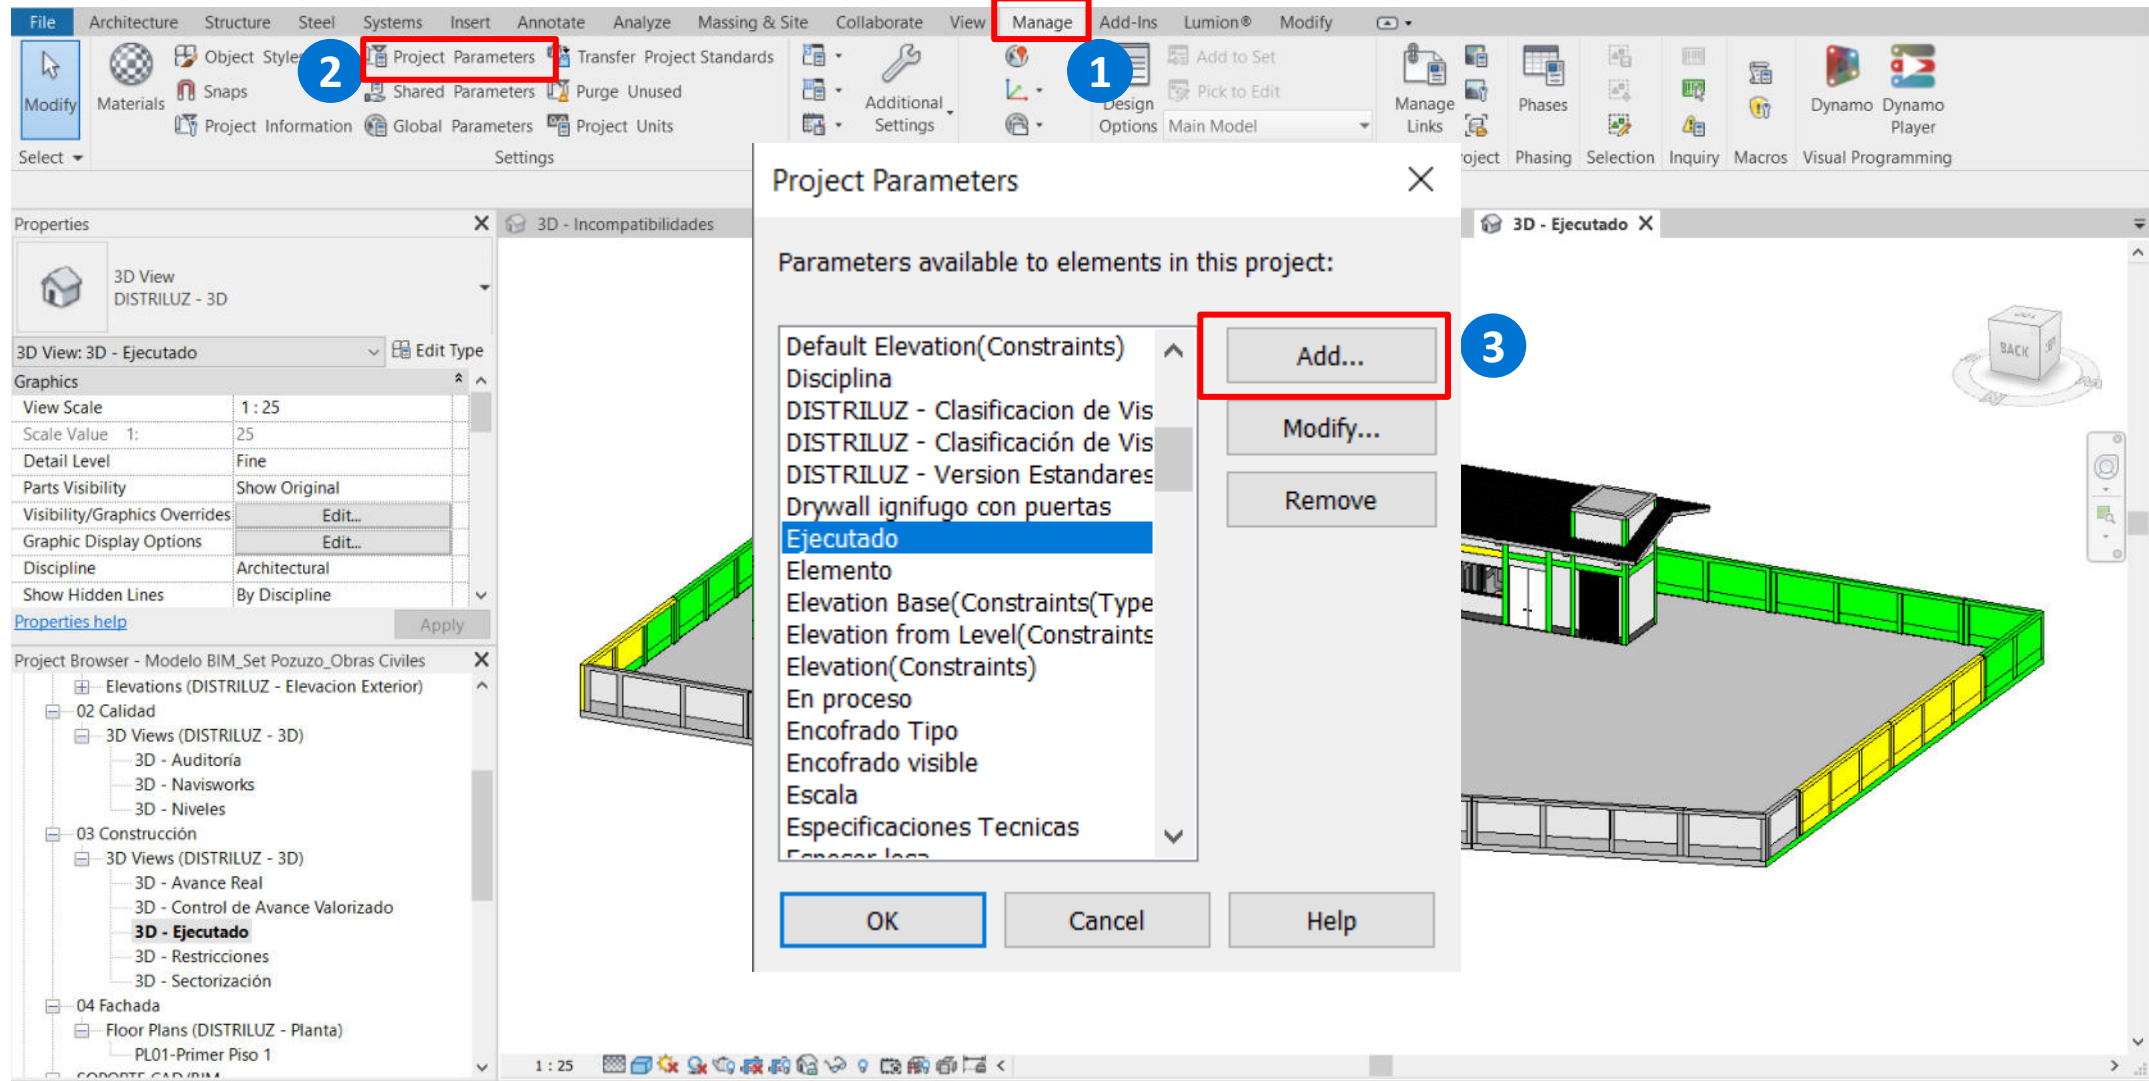 File Architecture Structure Steel Systems Insert Annotate Analyze Massing & Site Collaborate View Manage Add-Ins Lumion® Modify
1
2
Modify
Materials
Object Style
Snaps
Project Information
Project Parameters
Shared Parameters
Global Parameters
Transfer Project Standards
Purge Unused
Project Units
Additional
Settings
Design
Options
Add to Set
Pick to Edit
Main Model
Manage
Links
Phases
Dynamo
Dynamo
Player
Select Settings Phasing Selection Inquiry Macros Visual Programming
Properties
3D View
DISTRILUZ - 3D
3D View: 3D - Ejecutado Edit Type
Graphics
View Scale 1 : 25
Scale Value 1: 25
Detail Level Fine
Parts Visibility Show Original
Visibility/Graphics Overrides Edit...
Graphic Display Options Edit...
Discipline Architectural
Show Hidden Lines By Discipline
Properties help Apply
Project Browser - Modelo BIM_Set Pozuzo_Obras Civiles
Elevations (DISTRILUZ - Elevacion Exterior)
02 Calidad
3D Views (DISTRILUZ - 3D)
3D - Auditoría
3D - Navisworks
3D - Niveles
03 Construcción
3D Views (DISTRILUZ - 3D)
3D - Avance Real
3D - Control de Avance Valorizado
3D - Ejecutado
3D - Restricciones
3D - Sectorización
04 Fachada
Floor Plans (DISTRILUZ - Planta)
PL01-Primer Piso 1
3D - Incompatibilidades
3D - Ejecutado
Project Parameters
Parameters available to elements in this project:
Default Elevation(Constraints)
Disciplina
DISTRILUZ - Clasificacion de Vis
DISTRILUZ - Clasificación de Vis
DISTRILUZ - Version Estandares
Drywall ignifugo con puertas
Ejecutado
Elemento
Elevation Base(Constraints(Type
Elevation from Level(Constraints
Elevation(Constraints)
En proceso
Encofrado Tipo
Encofrado visible
Escala
Especificaciones Tecnicas
Add...
3
Modify...
Remove
OK Cancel Help
BACK
1 : 25